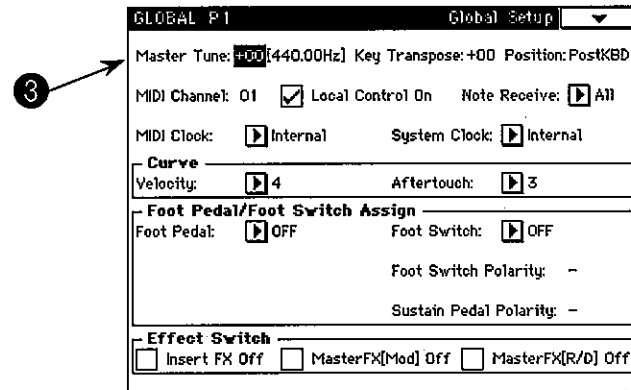 GLOBAL P1 Global Setup
Master Tune: +00 [440.00Hz] Key Transpose: +00 Position: PostKBD
3
MIDI Channel: 01 Local Control On Note Receive: All
MIDI Clock: Internal System Clock: Internal
Curve
Velocity: 4 Aftertouch: 3
Foot Pedal/Foot Switch Assign
Foot Pedal: OFF Foot Switch: OFF
Foot Switch Polarity: -
Sustain Pedal Polarity: -
Effect Switch
Insert FX Off MasterFX[Mod] Off MasterFX[R/D] Off